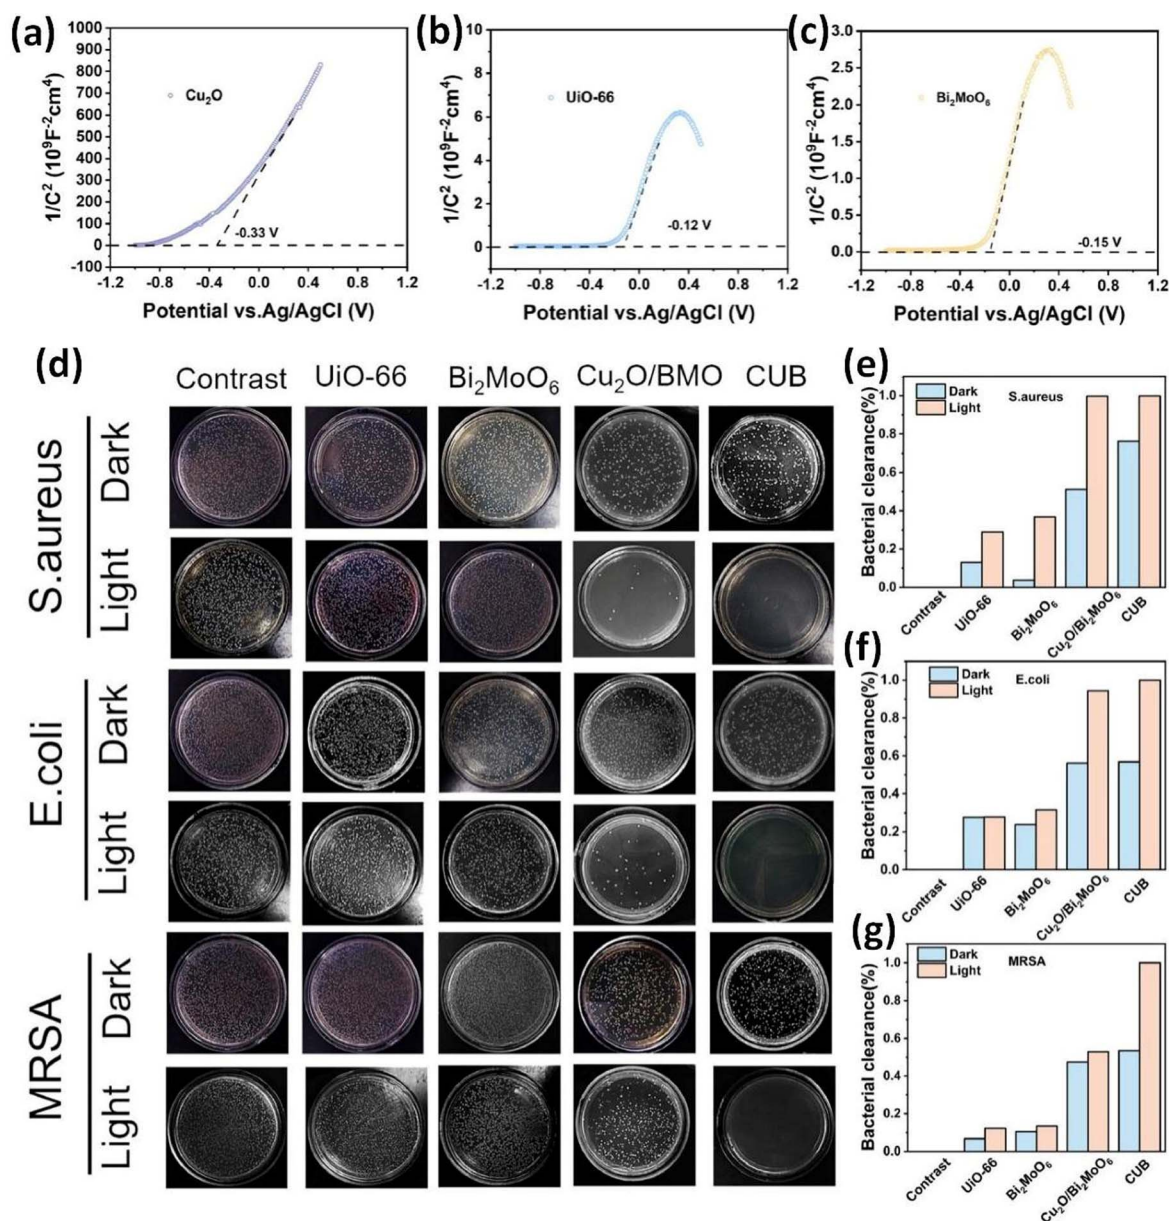 (a)
1000
900
800
700
600
500
400
300
200
100
0
-100
1/C² (10⁹F⁻²cm⁴)
Cu₂O
-0.33 V
-1.2 -0.8 -0.4 0.0 0.4 0.8 1.2
Potential vs.Ag/AgCl (V)
(b)
10
8
6
4
2
0
1/C² (10⁹F⁻²cm⁴)
UiO-66
-0.12 V
-1.2 -0.8 -0.4 0.0 0.4 0.8 1.2
Potential vs.Ag/AgCl (V)
(c)
3.0
2.5
2.0
1.5
1.0
0.5
0.0
1/C² (10⁹F⁻²cm⁴)
Bi₂MoO₆
-0.15 V
-1.2 -0.8 -0.4 0.0 0.4 0.8 1.2
Potential vs.Ag/AgCl (V)
(d)
Contrast UiO-66 Bi₂MoO₆ Cu₂O/BMO CUB
S.aureus
Dark
Light
E.coli
Dark
Light
MRSA
Dark
Light
(e)
Bacterial clearance(%)
1.0
0.8
0.6
0.4
0.2
0.0
Dark
Light
S.aureus
Contrast
UiO-66
Bi₂MoO₆
Cu₂O/Bi₂MoO₆
CUB
(f)
Bacterial clearance(%)
1.0
0.8
0.6
0.4
0.2
0.0
Dark
Light
E.coli
Contrast
UiO-66
Bi₂MoO₆
Cu₂O/Bi₂MoO₆
CUB
(g)
Bacterial clearance(%)
1.0
0.8
0.6
0.4
0.2
0.0
Dark
Light
MRSA
Contrast
UiO-66
Bi₂MoO₆
Cu₂O/Bi₂MoO₆
CUB